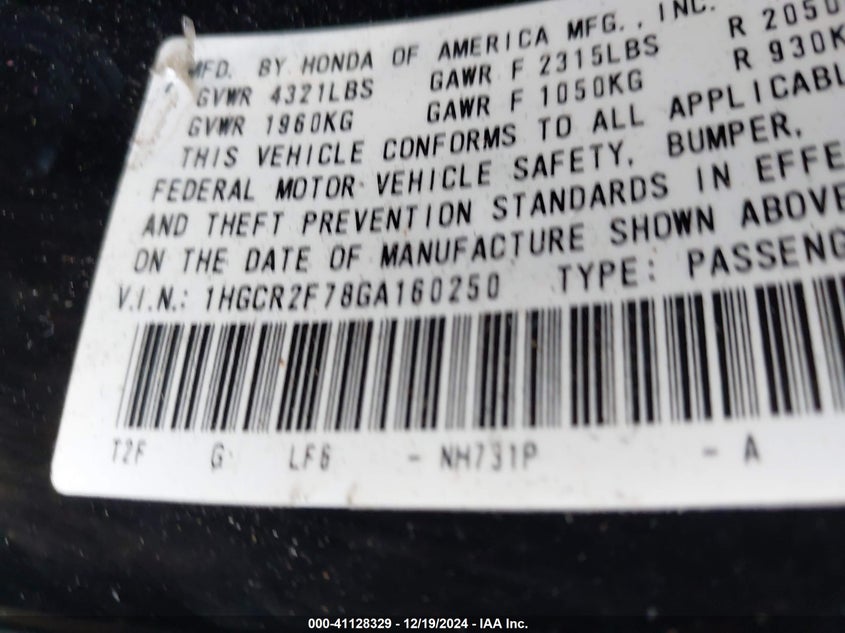 MFD. BY HONDA OF AMERICA MFG., INC.
GVWR 4321LBS GAWR F 2315LBS R 2050
GVWR 1960KG GAWR F 1050KG R 930K
THIS VEHICLE CONFORMS TO ALL APPLICABL
FEDERAL MOTOR VEHICLE SAFETY, BUMPER,
AND THEFT PREVENTION STANDARDS IN EFFE
ON THE DATE OF MANUFACTURE SHOWN ABOVE
V.I.N.: 1HGCR2F78GA160250 TYPE: PASSENG
T2F G LF6 - NH731P - A
000-41128329 - 12/19/2024 - IAA Inc.